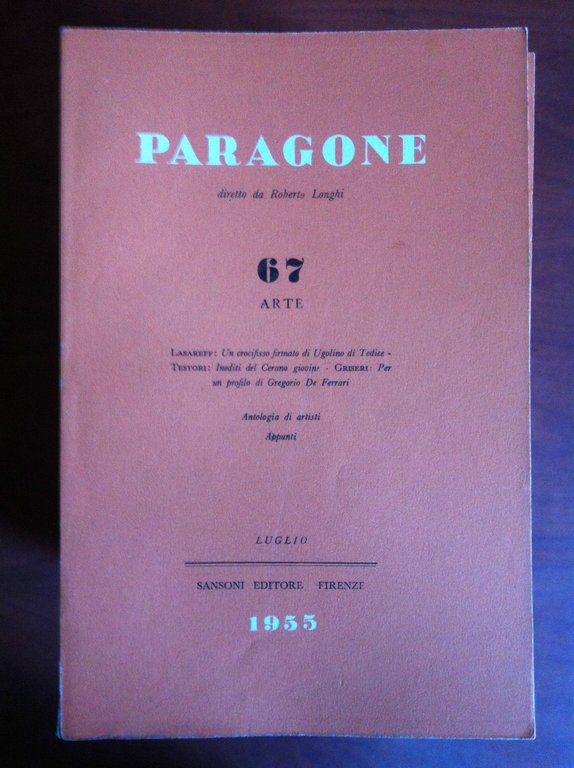 PARAGONE
diretto da Roberto Longhi
67
ARTE
LASAREFF: Un crocifisso firmato di Ugolino di Tedice -
TESTORI: Inediti del Cerano giovine - GRISERI: Per
un profilo di Gregorio De Ferrari
Antologia di artisti
Appunti
LUGLIO
SANSONI EDITORE FIRENZE
1955